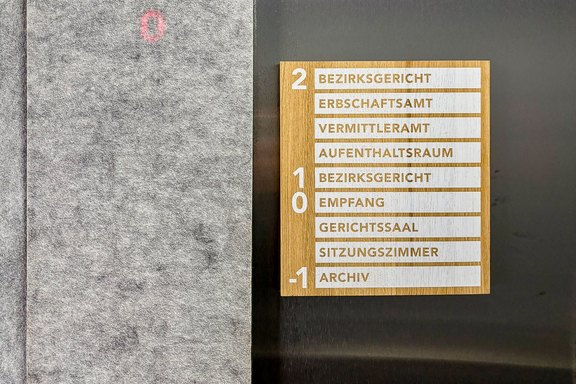 0
2 BEZIRKSGERICHT
ERBSCHAFTSAMT
VERMITTLERAMT
AUFENTHALTSRAUM
1 BEZIRKSGERICHT
0 EMPFANG
GERICHTSSAAL
SITZUNGSZIMMER
-1 ARCHIV